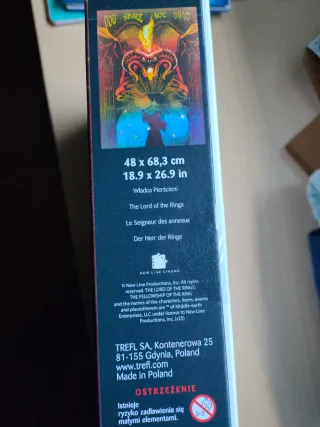 YOU SHALL NOT PASS
48 x 68,3 cm
18.9 x 26.9 in
Władca Pierścieni
The Lord of the Rings
Le Seigneur des anneaux
Der Herr der Ringe
NEW LINE CINEMA
© New Line Productions, Inc. All rights
reserved. THE LORD OF THE RINGS:
THE FELLOWSHIP OF THE RING
and the names of the characters, items, events
and places therein are ™ of Middle-earth
Enterprises, LLC under license to New Line
Productions, Inc. (s25)
TREFL SA, Kontenerowa 25
81-155 Gdynia, Poland
www.trefl.com
Made in Poland
OSTRZEŻENIE
Istnieje
ryzyko zadławienia się
małymi elementami.
0-3